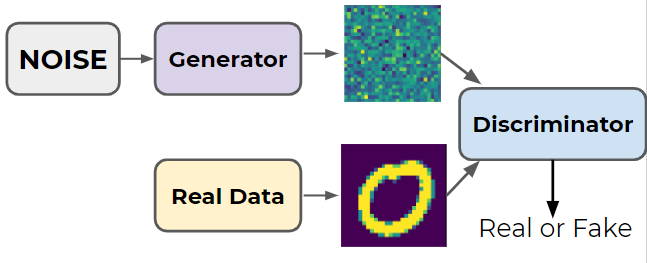 NOISE
Generator
Discriminator
Real Data
Real or Fake